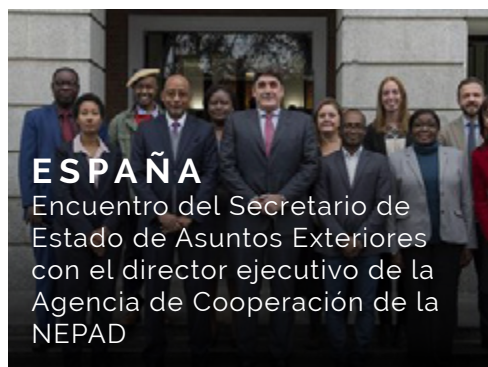 ESPAÑA
Encuentro del Secretario de
Estado de Asuntos Exteriores
con el director ejecutivo de la
Agencia de Cooperación de la
NEPAD